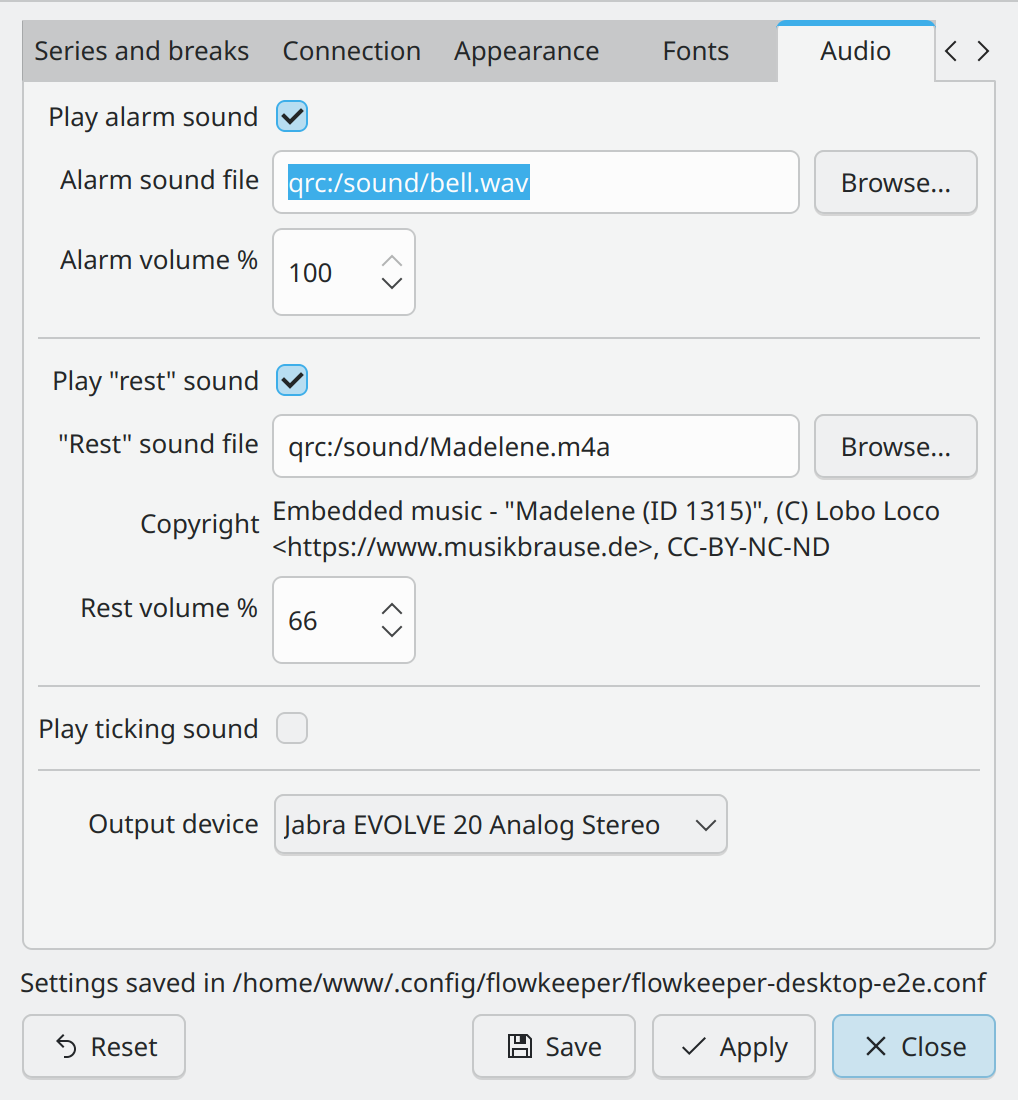 Series and breaks Connection Appearance Fonts Audio
Play alarm sound
Alarm sound file qrc:/sound/bell.wav Browse...
Alarm volume % 100
Play "rest" sound
"Rest" sound file qrc:/sound/Madelene.m4a Browse...
Copyright Embedded music - "Madelene (ID 1315)", (C) Lobo Loco
<https://www.musikbrause.de>, CC-BY-NC-ND
Rest volume % 66
Play ticking sound
Output device Jabra EVOLVE 20 Analog Stereo
Settings saved in /home/www/.config/flowkeeper/flowkeeper-desktop-e2e.conf
Reset Save Apply Close